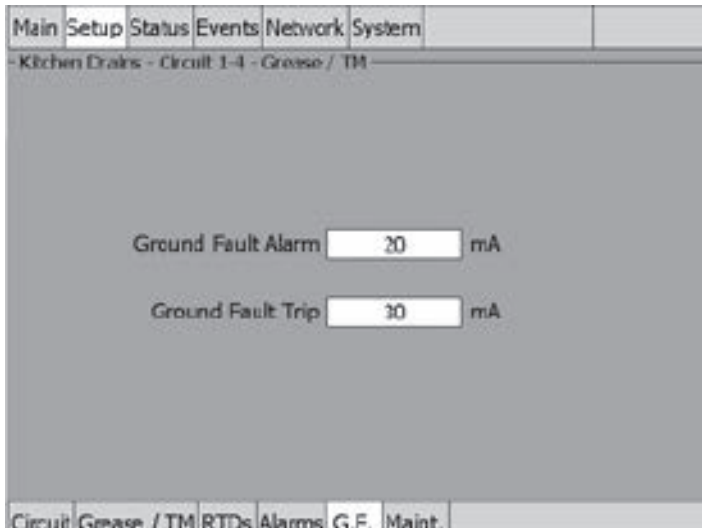 Main Setup Status Events Network System
Kitchen Drains - Circuit 1-4 - Grease / TM
Ground Fault Alarm 20 mA
Ground Fault Trip 30 mA
Circuit Grease / TM RTDs Alarms G.F. Maint.